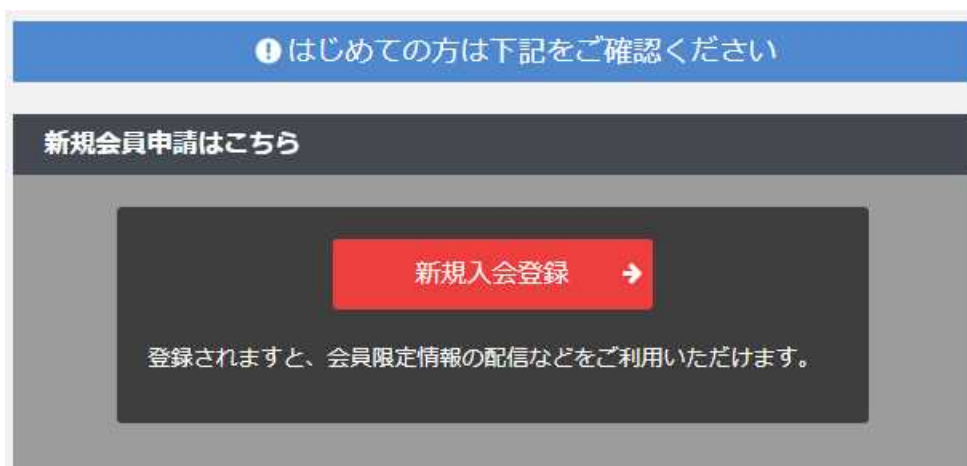 はじめての方は下記をご確認ください
新規会員申請はこちら
新規入会登録
登録されますと、会員限定情報の配信などをご利用いただけます。